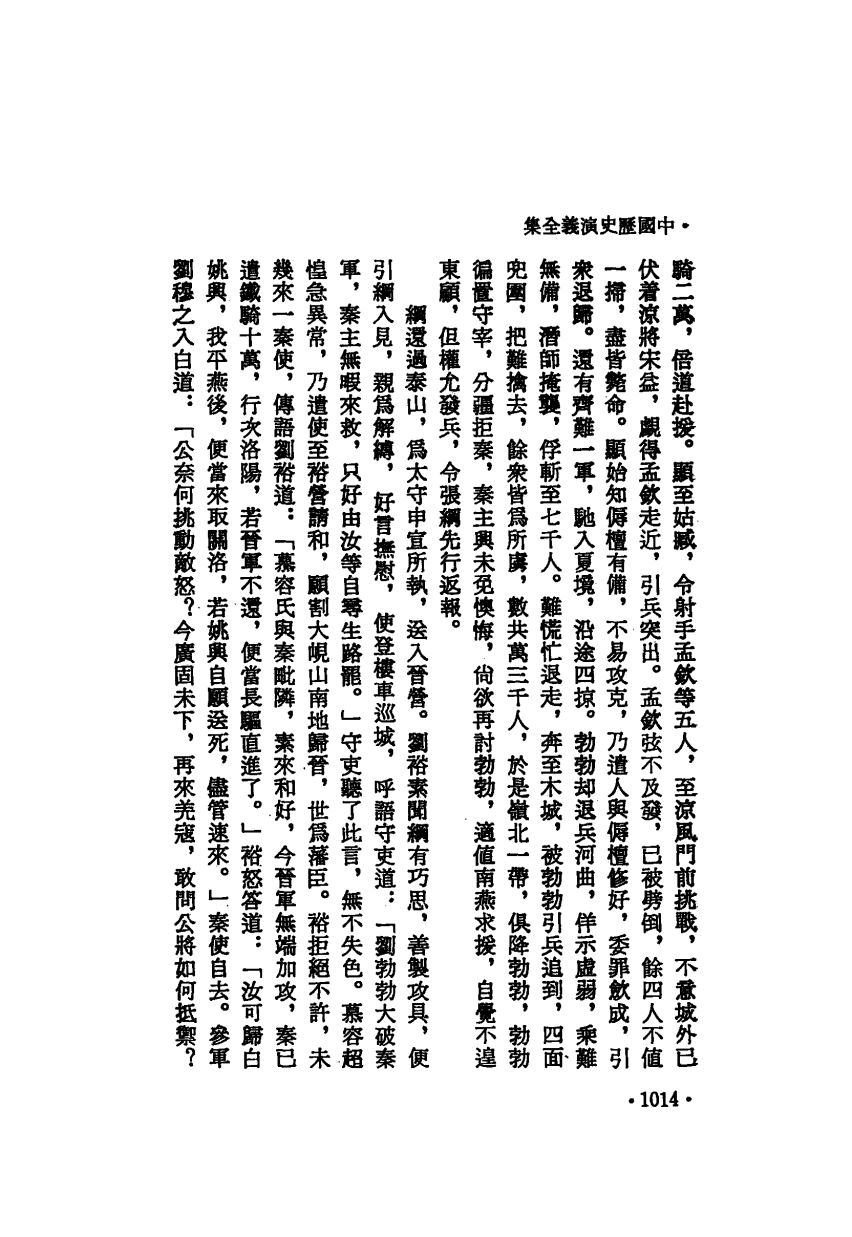 中國歷史演義全集
騎二萬，倍道赴援。顯至姑臧，令射手孟欽等五人，至涼風門前挑戰，不意城外已
伏着涼將宋益，覷得孟欽走近，引兵突出。孟欽弦不及發，已被劈倒，餘四人不值
一掃，盡皆斃命。顯始知傉檀有備，不易攻克，乃遣人與傉檀修好，委罪歛成，引
衆退歸。還有齊難一軍，馳入夏境，沿途四掠。勃勃却退兵河曲，佯示虛弱，乘難
無備，潛師掩襲，俘斬至七千人。難慌忙退走，奔至木城，被勃勃引兵追到，四面
兜圍，把難擒去，餘衆皆爲所虜，數共萬三千人，於是嶺北一帶，俱降勃勃，勃勃
徧置守宰，分疆拒秦，秦主興未免懊悔，尙欲再討勃勃，適值南燕求援，自覺不遑
東顧，但權允發兵，令張綱先行返報。
綱還過泰山，爲太守申宣所執，送入晉營。劉裕素聞綱有巧思，善製攻具，便
引綱入見，親爲解縛，好言撫慰，使登樓車巡城，呼語守吏道：「劉勃勃大破秦
軍，秦主無暇來救，只好由汝等自尋生路罷。」守吏聽了此言，無不失色。慕容超
惶急異常，乃遣使至裕營請和，願割大峴山南地歸晉，世爲藩臣。裕拒絕不許，未
幾來一秦使，傳語劉裕道：「慕容氏與秦毗隣，素來和好，今晉軍無端加攻，秦已
遣鐵騎十萬，行次洛陽，若晉軍不還，便當長驅直進了。」裕怒答道：「汝可歸白
姚興，我平燕後，便當來取關洛，若姚興自願送死，儘管速來。」秦使自去。參軍
劉穆之入白道：「公奈何挑動敵怒？今廣固未下，再來羌寇，敢問公將如何抵禦？
•1014•